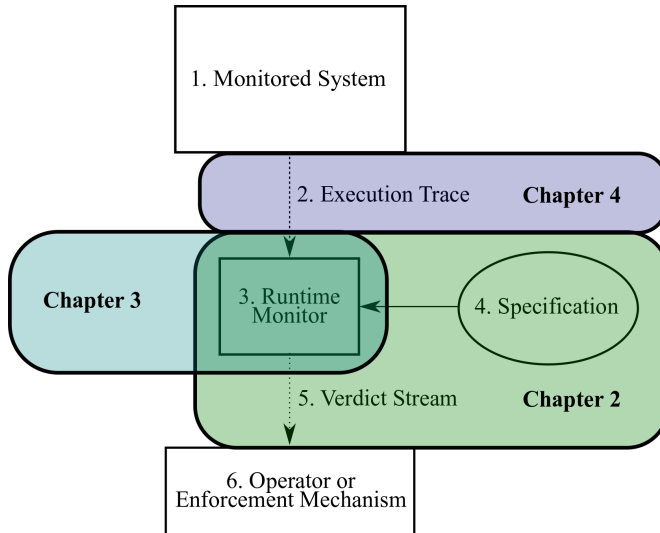 1. Monitored System
2. Execution Trace
Chapter 4
Chapter 3
3. Runtime
Monitor
4. Specification
5. Verdict Stream
Chapter 2
6. Operator or
Enforcement Mechanism